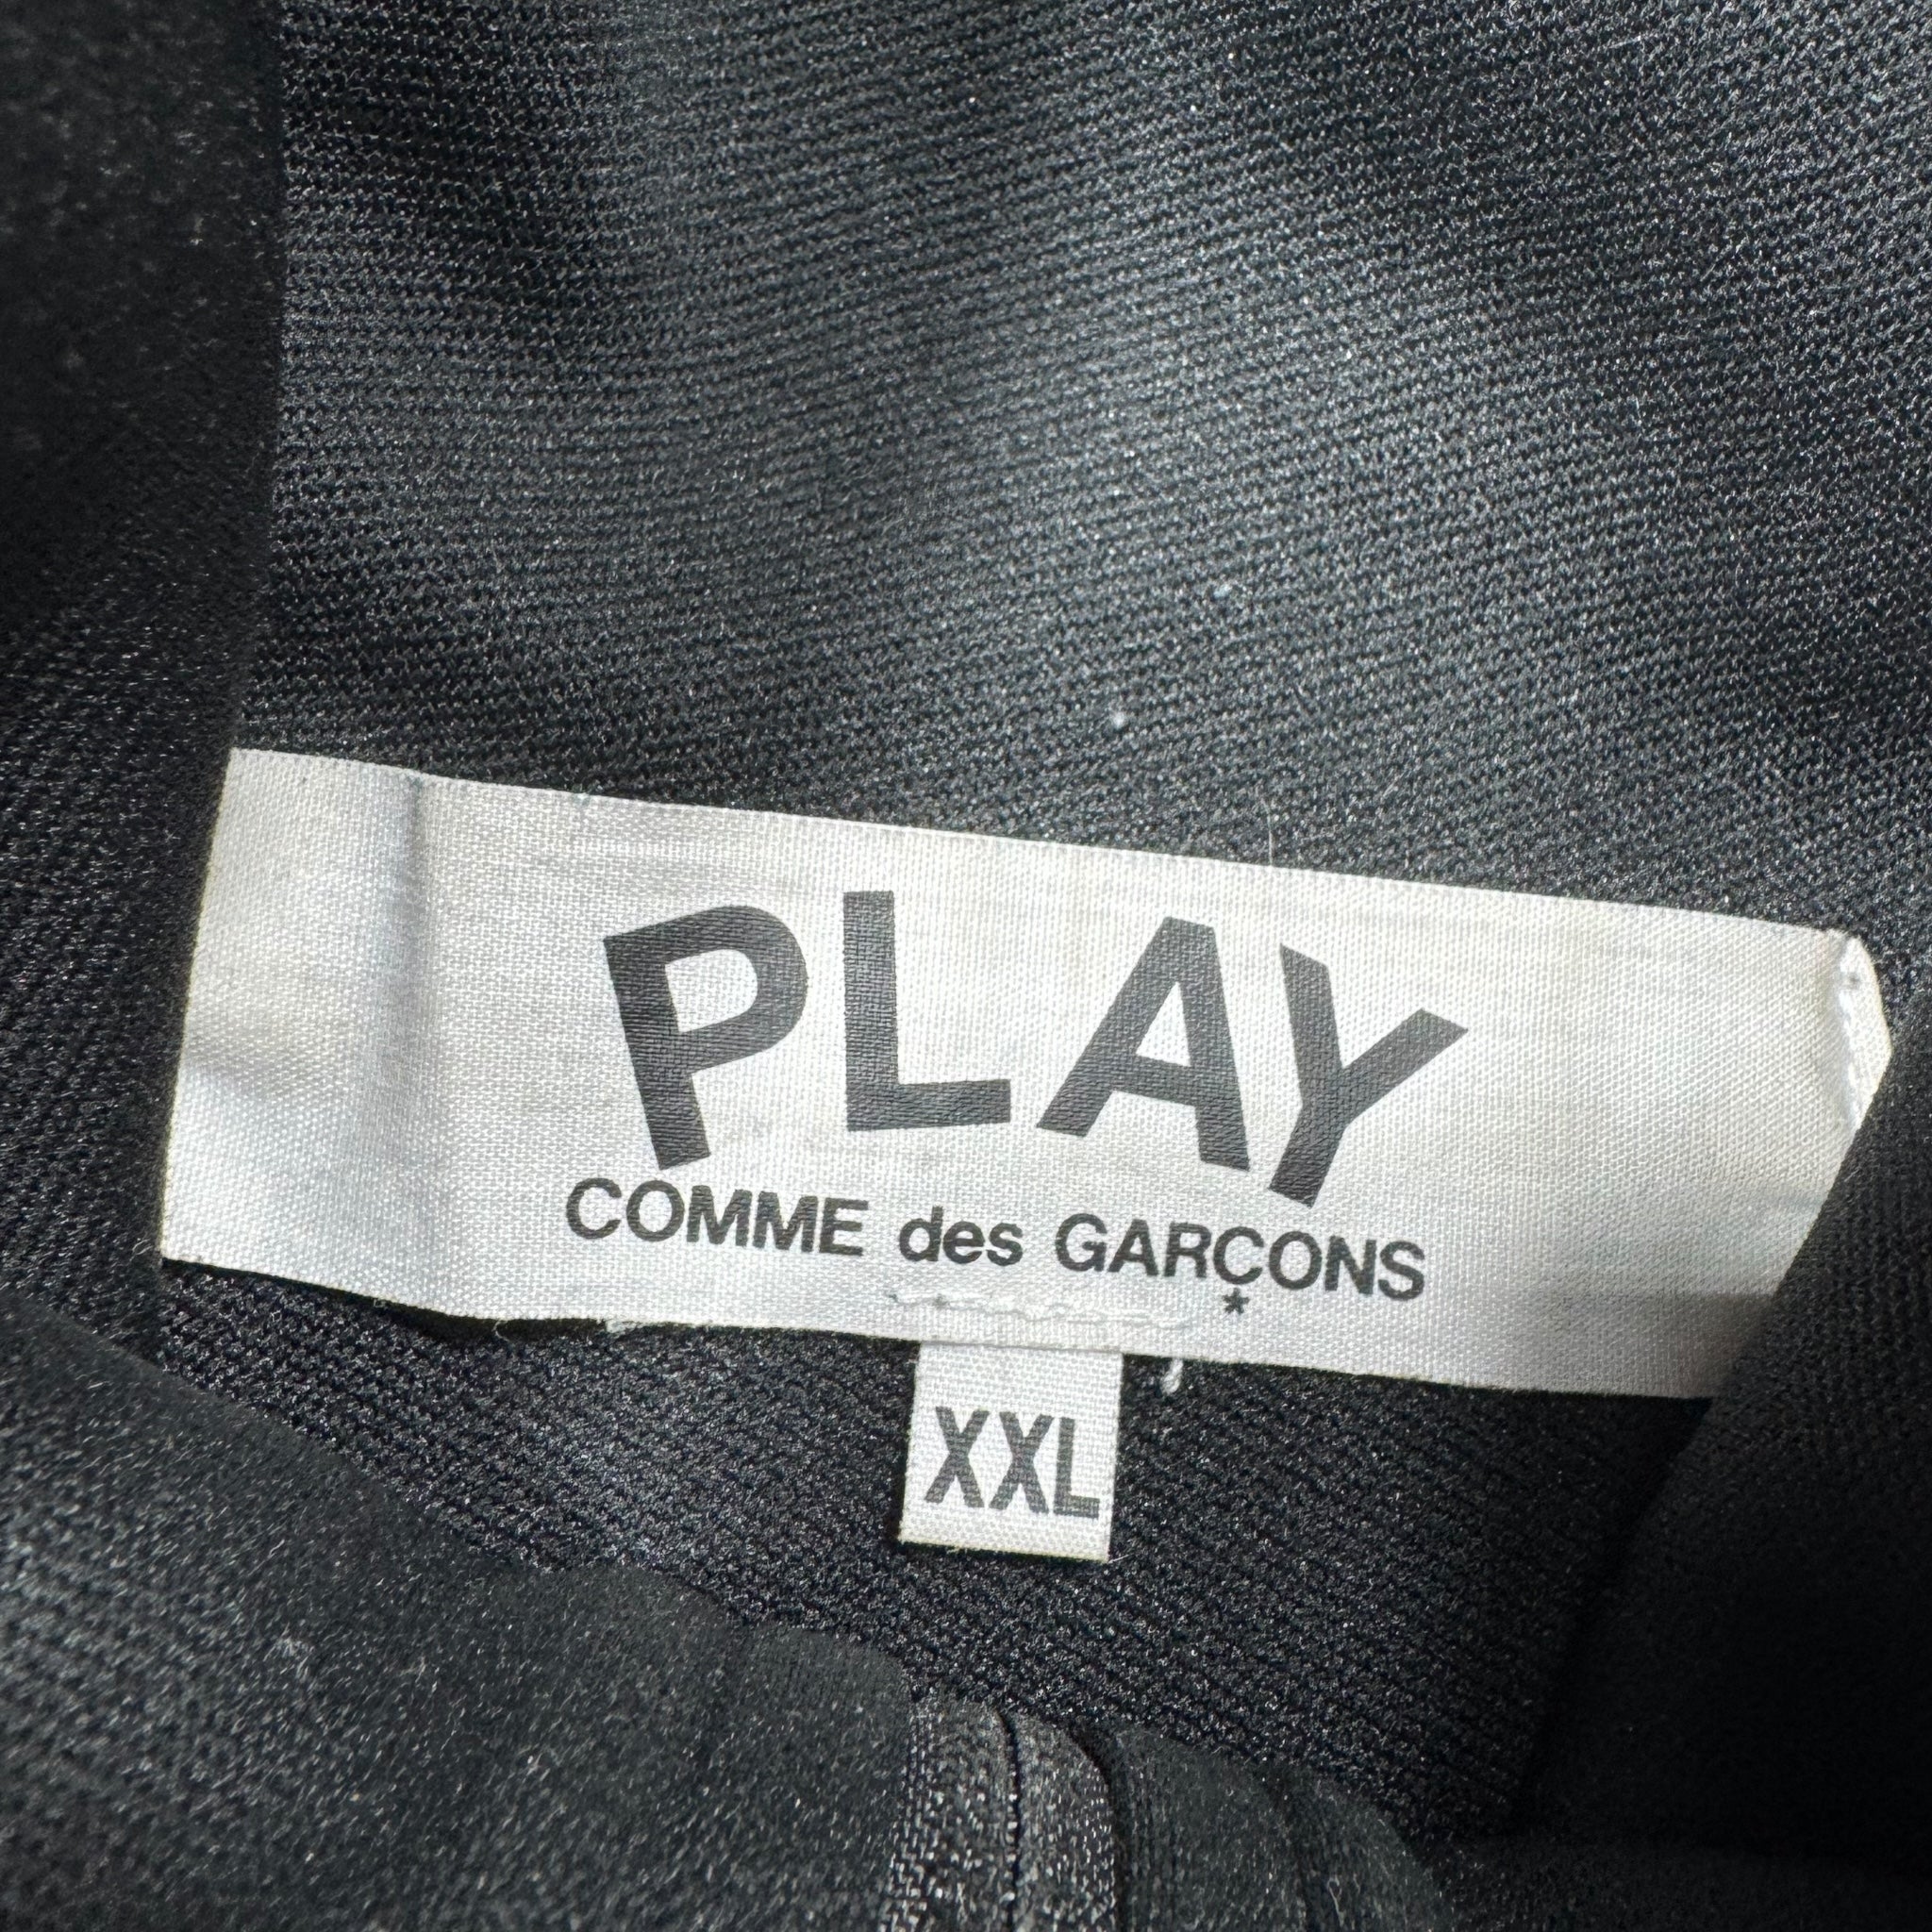 PLAY
COMME des GARÇONS
*
XXL